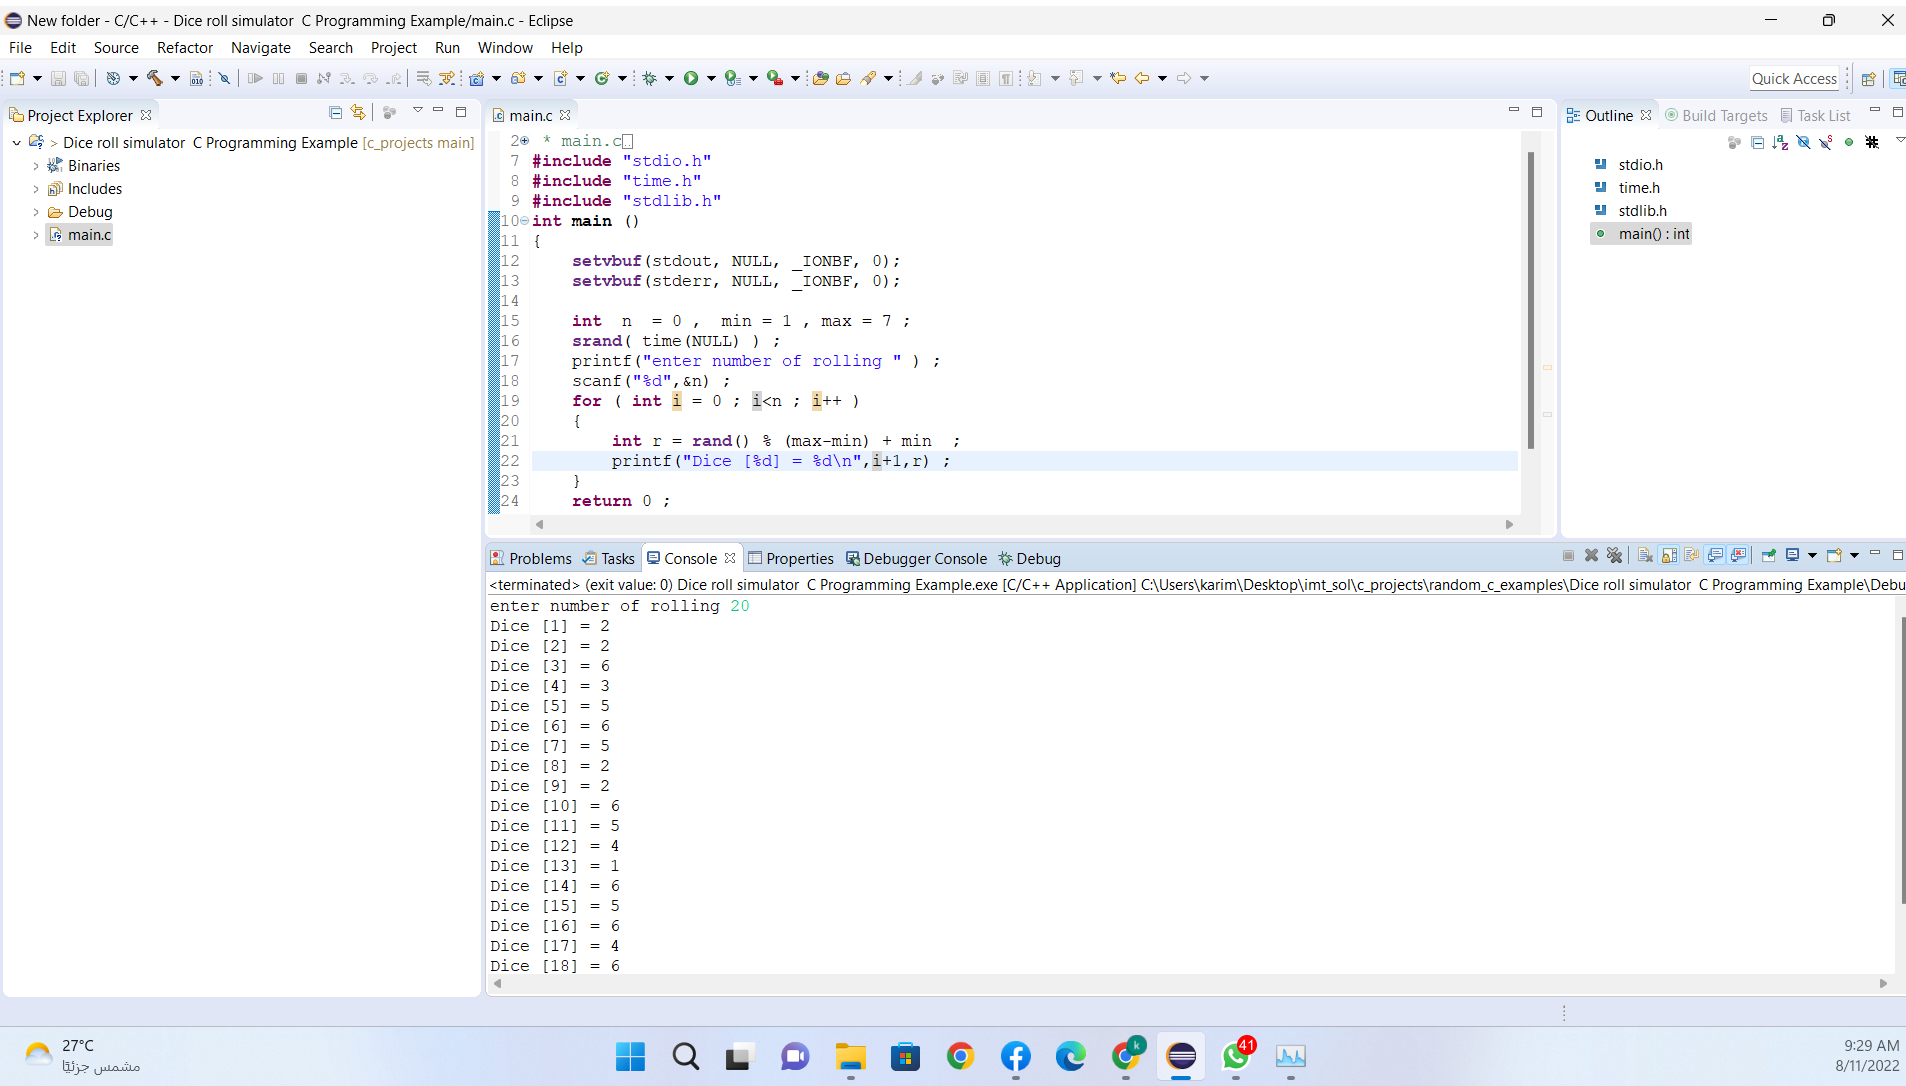 New folder - C/C++ - Dice roll simulator  C Programming Example/main.c - Eclipse
File Edit Source Refactor Navigate Search Project Run Window Help
Quick Access
Project Explorer
> Dice roll simulator  C Programming Example [c_projects main]
Binaries
Includes
Debug
main.c
main.c
2 * main.c
7 #include "stdio.h"
8 #include "time.h"
9 #include "stdlib.h"
10 int main ()
11 {
12     setvbuf(stdout, NULL, _IONBF, 0);
13     setvbuf(stderr, NULL, _IONBF, 0);
14
15     int  n  = 0 ,  min = 1 , max = 7 ;
16     srand( time(NULL) ) ;
17     printf("enter number of rolling " ) ;
18     scanf("%d",&n) ;
19     for ( int i = 0 ; i<n ; i++ )
20     {
21         int r = rand() % (max-min) + min  ;
22         printf("Dice [%d] = %d\n",i+1,r) ;
23     }
24     return 0 ;
Outline Build Targets Task List
stdio.h
time.h
stdlib.h
main() : int
Problems Tasks Console Properties Debugger Console Debug
<terminated> (exit value: 0) Dice roll simulator  C Programming Example.exe [C/C++ Application] C:\Users\karim\Desktop\imt_sol\c_projects\random_c_examples\Dice roll simulator  C Programming Example\Debu
enter number of rolling 20
Dice [1] = 2
Dice [2] = 2
Dice [3] = 6
Dice [4] = 3
Dice [5] = 5
Dice [6] = 6
Dice [7] = 5
Dice [8] = 2
Dice [9] = 2
Dice [10] = 6
Dice [11] = 5
Dice [12] = 4
Dice [13] = 1
Dice [14] = 6
Dice [15] = 5
Dice [16] = 6
Dice [17] = 4
Dice [18] = 6
27°C
مشمس جزئيًا
k
41
9:29 AM
8/11/2022